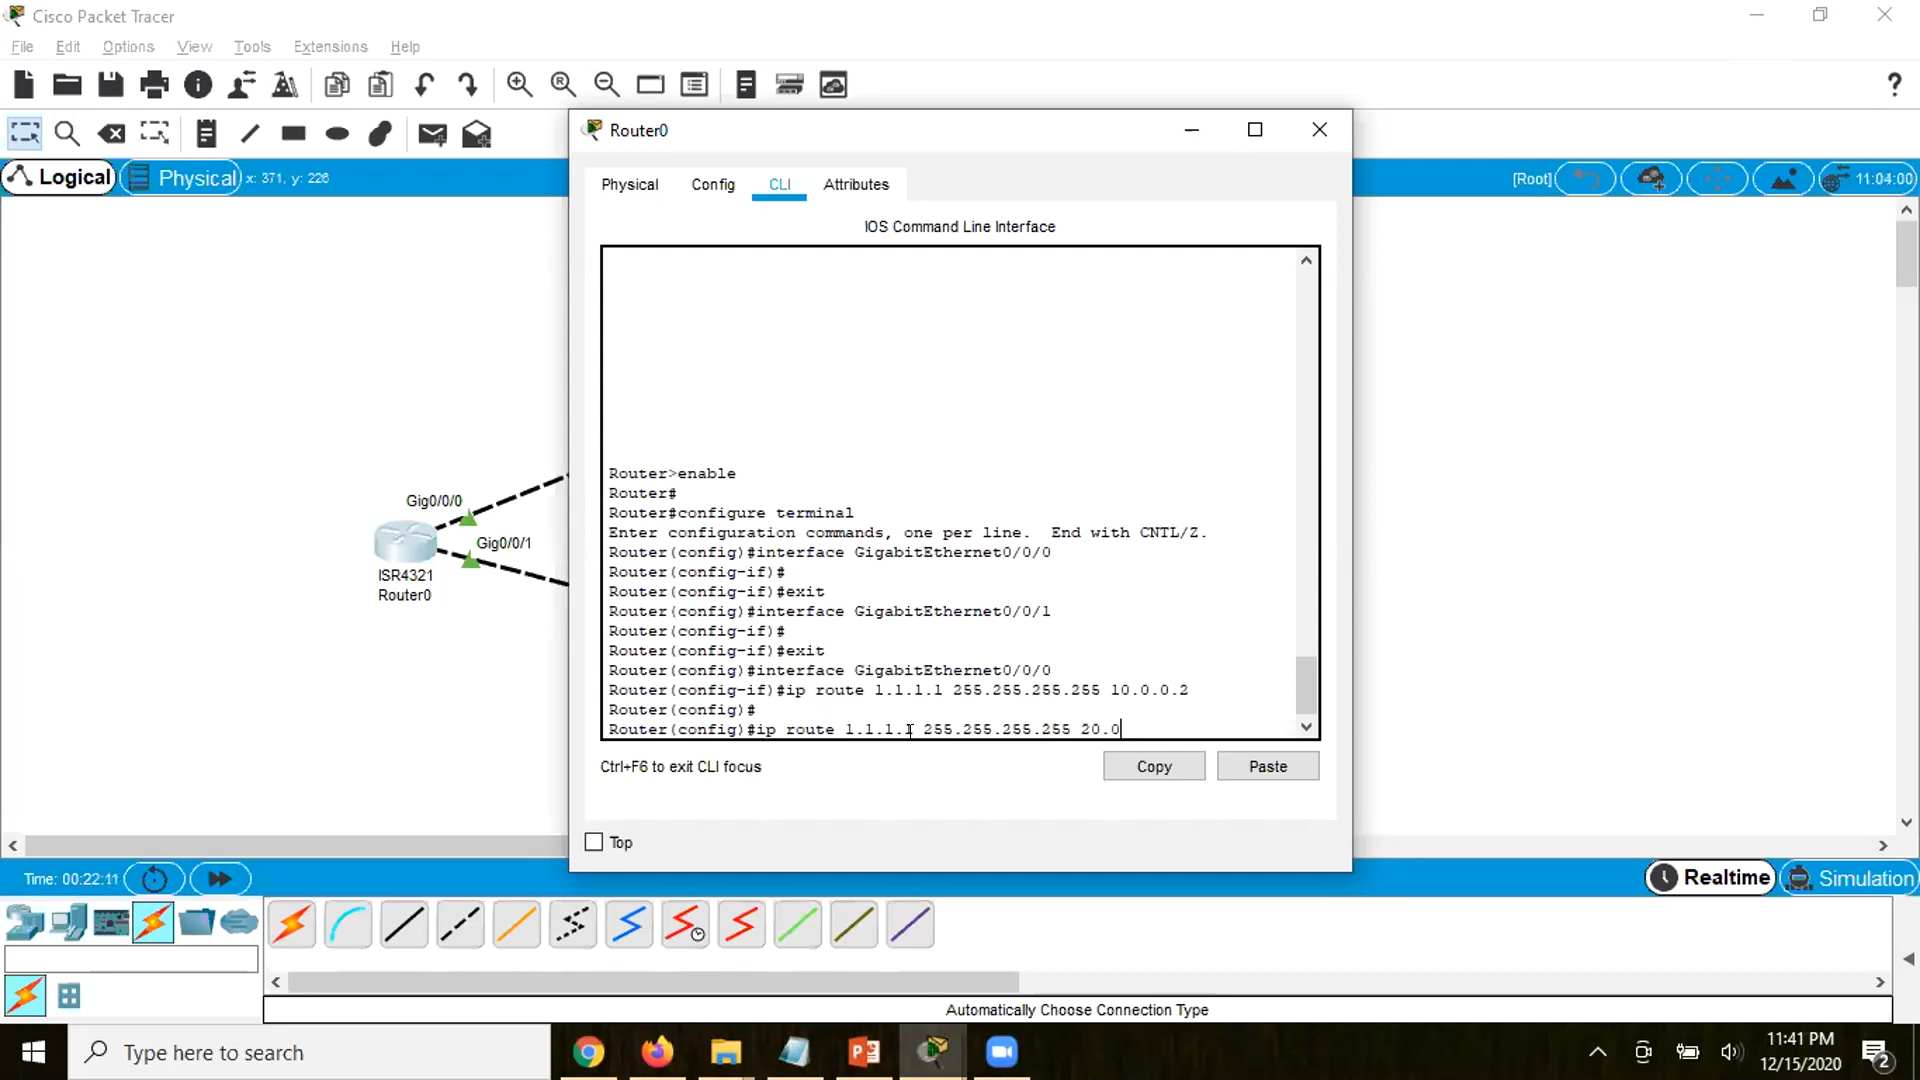 Cisco Packet Tracer
File Edit Options View Tools Extensions Help
Router0
Logical Physical x: 371, y: 226 [Root] 11:04:00
Physical Config CLI Attributes
IOS Command Line Interface
Router>enable
Router#
Router#configure terminal
Enter configuration commands, one per line.  End with CNTL/Z.
Router(config)#interface GigabitEthernet0/0/0
Router(config-if)#
Router(config-if)#exit
Router(config)#interface GigabitEthernet0/0/1
Router(config-if)#
Router(config-if)#exit
Router(config)#interface GigabitEthernet0/0/0
Router(config-if)#ip route 1.1.1.1 255.255.255.255 10.0.0.2
Router(config)#
Router(config)#ip route 1.1.1.1 255.255.255.255 20.0
Gig0/0/0
Gig0/0/1
ISR4321
Router0
Ctrl+F6 to exit CLI focus
Copy Paste
Top
Time: 00:22:11
Realtime Simulation
Automatically Choose Connection Type
Type here to search
11:41 PM
12/15/2020
2